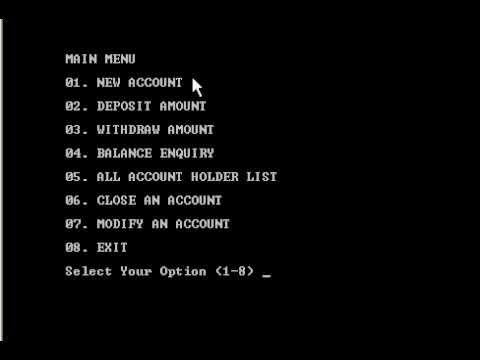 MAIN MENU
01. NEW ACCOUNT
02. DEPOSIT AMOUNT
03. WITHDRAW AMOUNT
04. BALANCE ENQUIRY
05. ALL ACCOUNT HOLDER LIST
06. CLOSE AN ACCOUNT
07. MODIFY AN ACCOUNT
08. EXIT
Select Your Option (1-8) _